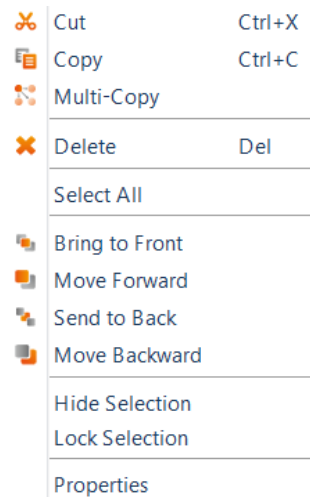 Cut Ctrl+X
Copy Ctrl+C
Multi-Copy
Delete Del
Select All
Bring to Front
Move Forward
Send to Back
Move Backward
Hide Selection
Lock Selection
Properties